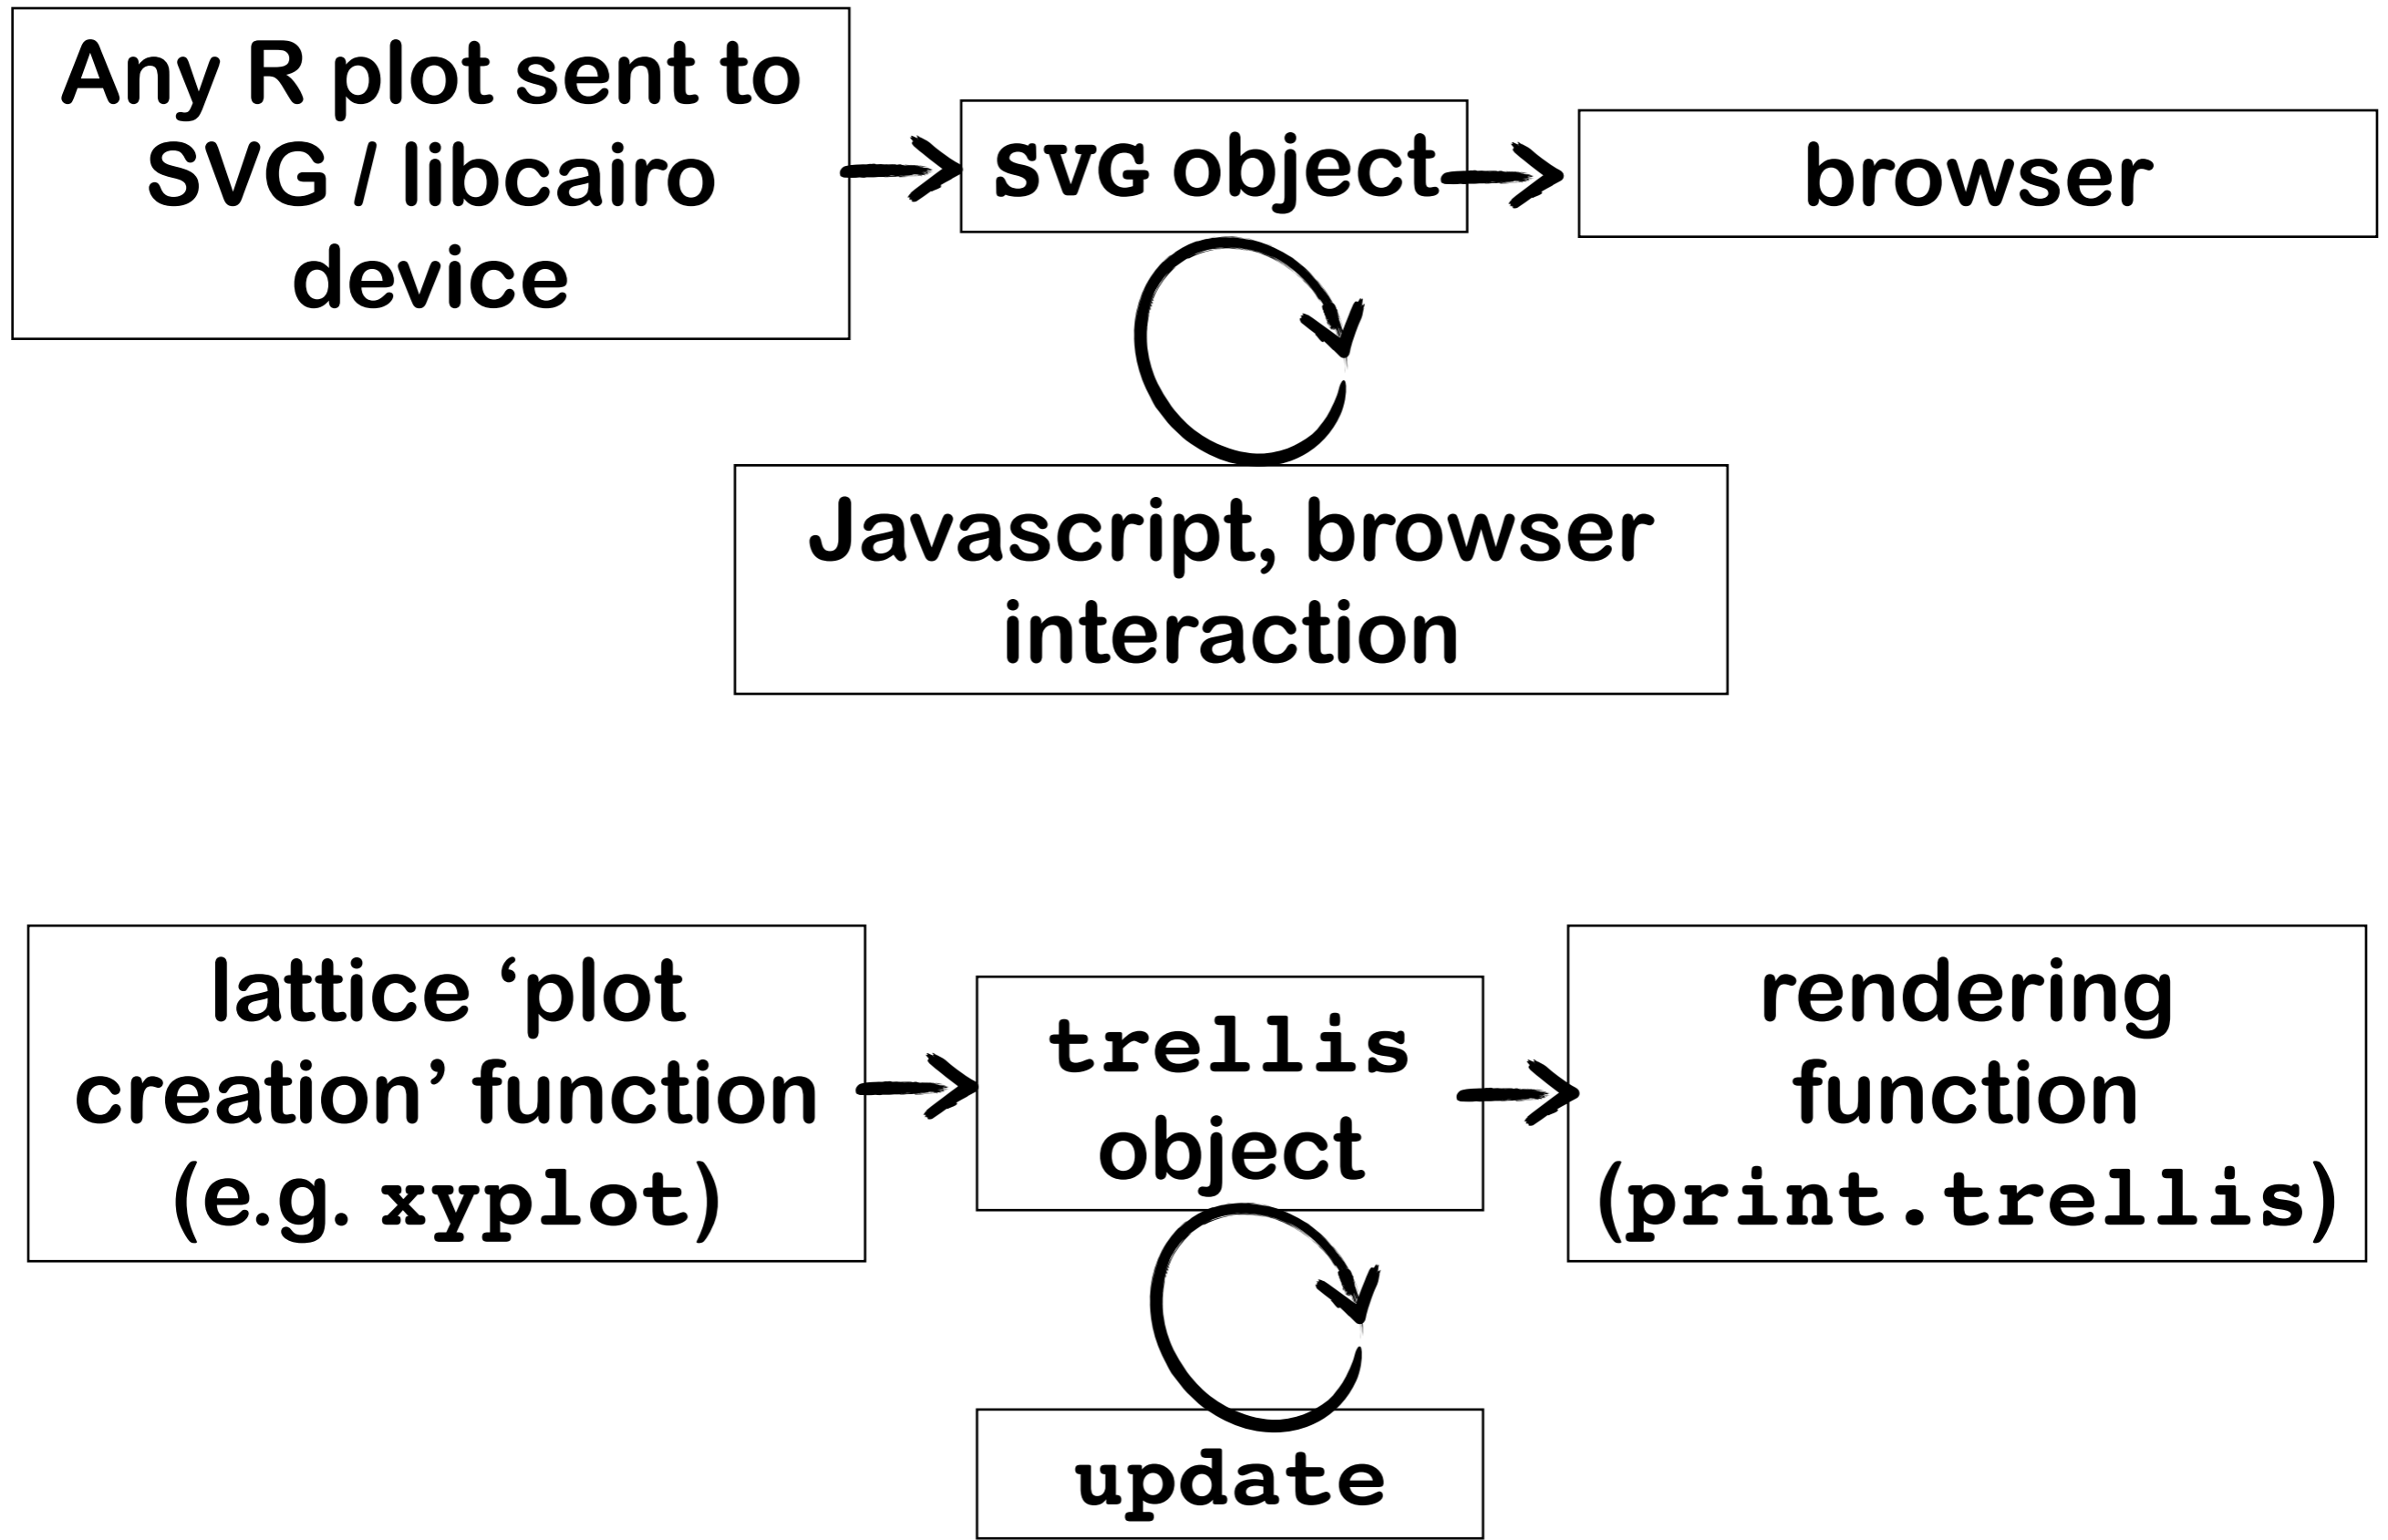 Any R plot sent to
SVG / libcairo
device
SVG object
browser
Javascript, browser
interaction
lattice ‘plot
creation’ function
(e.g. xyplot)
trellis
object
rendering
function
(print.trellis)
update